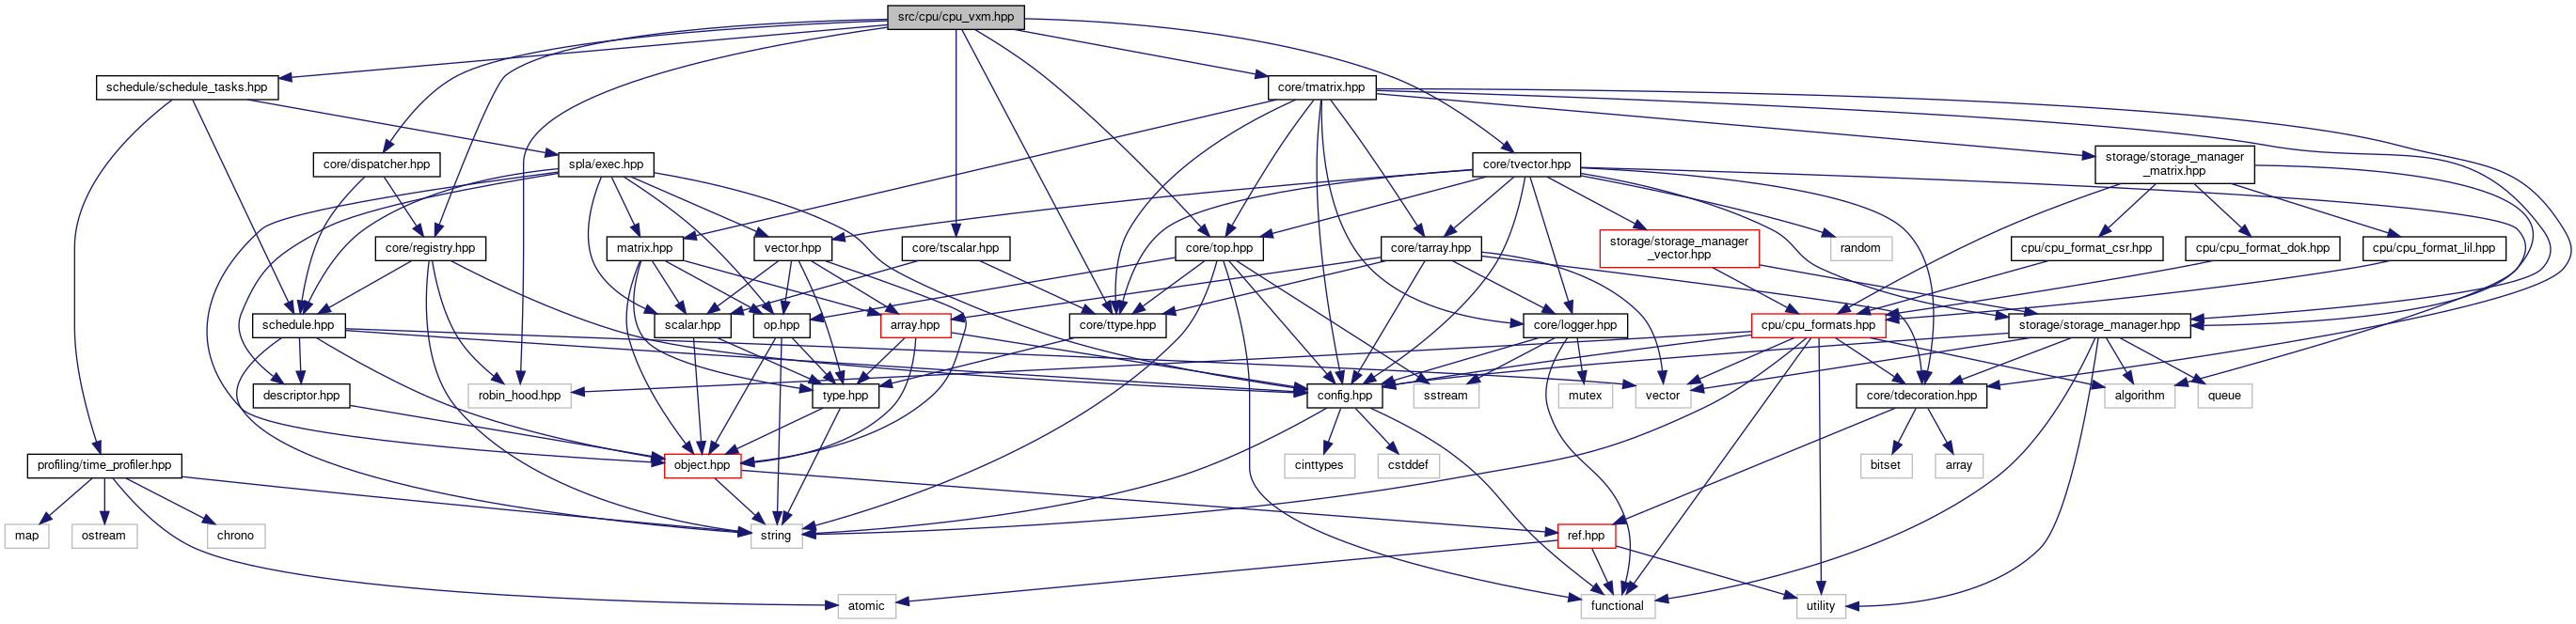 src/cpu/cpu_vxm.hpp
schedule/schedule_tasks.hpp
core/tmatrix.hpp
core/dispatcher.hpp
spla/exec.hpp
core/tvector.hpp
storage/storage_manager
_matrix.hpp
core/registry.hpp
matrix.hpp
vector.hpp
core/tscalar.hpp
core/top.hpp
core/tarray.hpp
storage/storage_manager
_vector.hpp
random
cpu/cpu_format_csr.hpp
cpu/cpu_format_dok.hpp
cpu/cpu_format_lil.hpp
schedule.hpp
scalar.hpp
op.hpp
array.hpp
core/ttype.hpp
core/logger.hpp
cpu/cpu_formats.hpp
storage/storage_manager.hpp
descriptor.hpp
robin_hood.hpp
type.hpp
config.hpp
sstream
mutex
vector
core/tdecoration.hpp
algorithm
queue
profiling/time_profiler.hpp
object.hpp
cinttypes
cstddef
bitset
array
map
ostream
chrono
string
ref.hpp
atomic
functional
utility